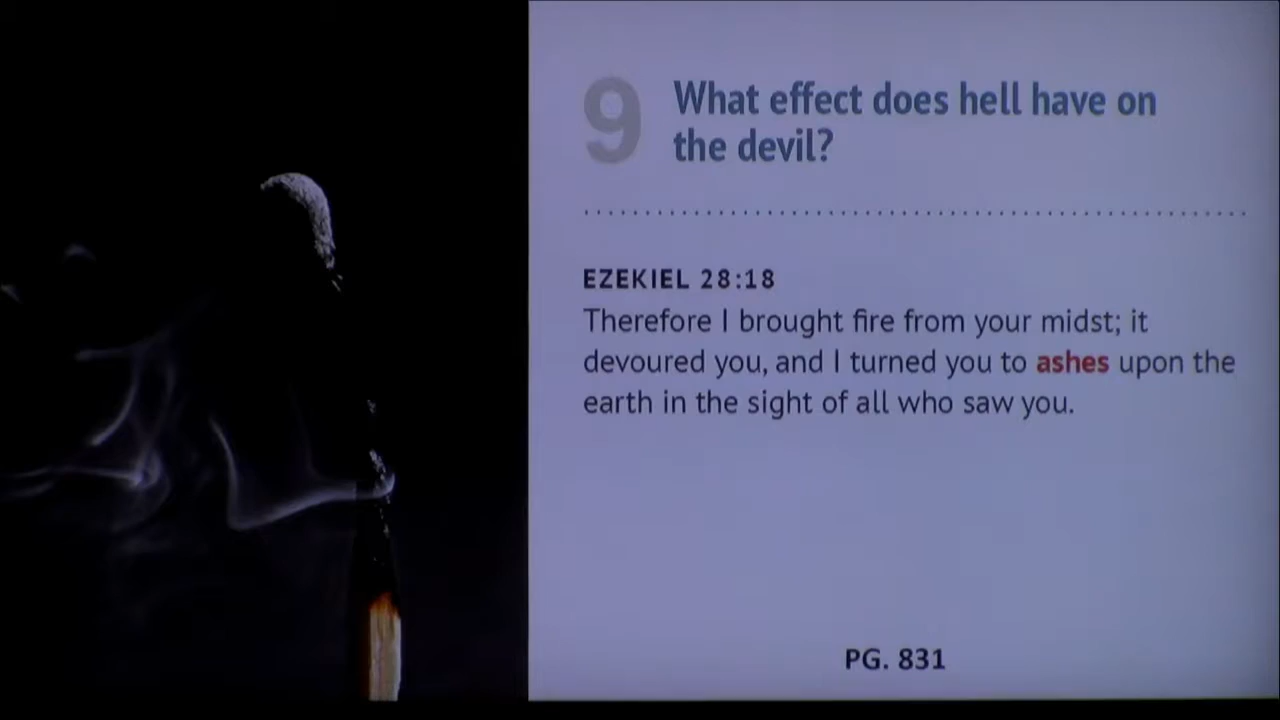 9 What effect does hell have on
the devil?
EZEKIEL 28:18
Therefore I brought fire from your midst; it
devoured you, and I turned you to ashes upon the
earth in the sight of all who saw you.
PG. 831